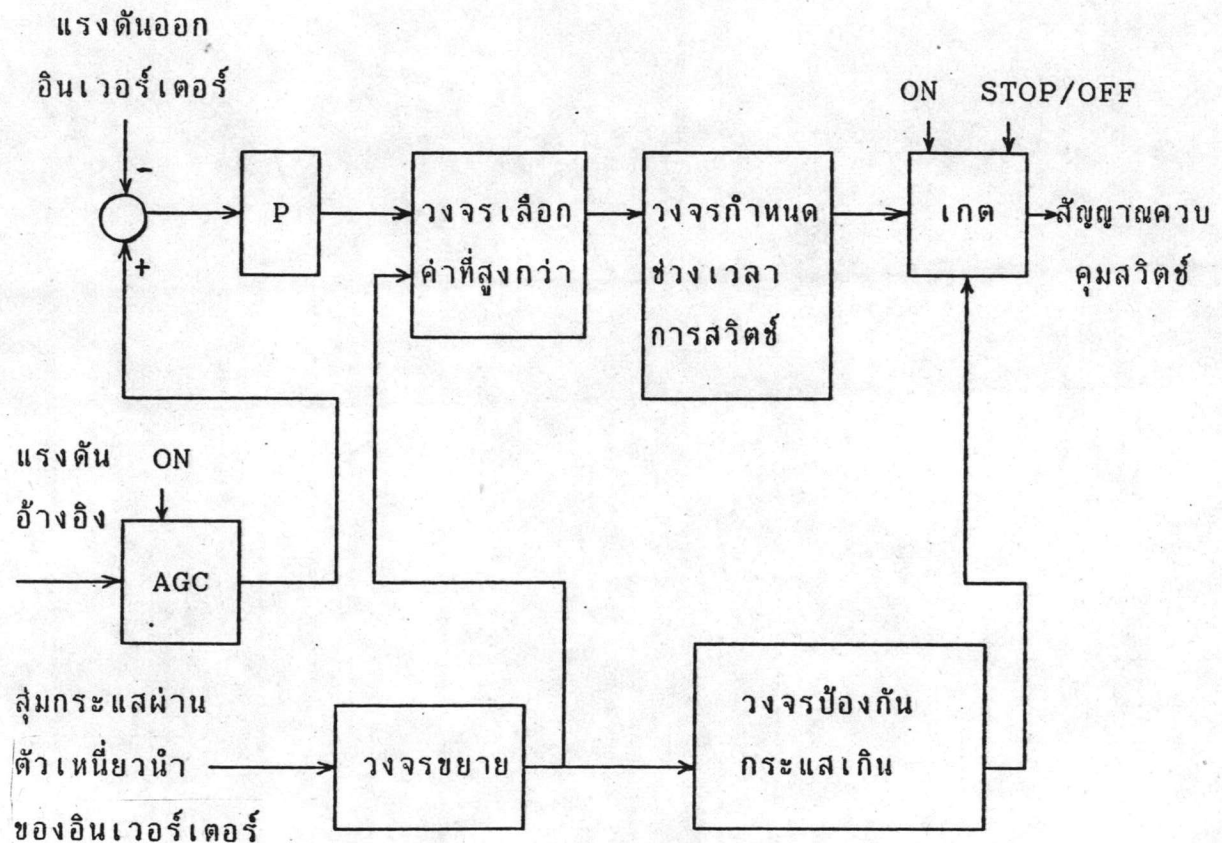 แรงดันออก
อินเวอร์เตอร์
ON STOP/OFF
-
P
วงจรเลือก
ค่าที่สูงกว่า
วงจรกำหนด
ช่วงเวลา
การสวิตช์
เกต
สัญญาณควบ
คุมสวิตช์
+
แรงดัน ON
อ้างอิง
AGC
สุ่มกระแสผ่าน
ตัวเหนี่ยวนำ
ของอินเวอร์เตอร์
วงจรขยาย
วงจรป้องกัน
กระแสเกิน